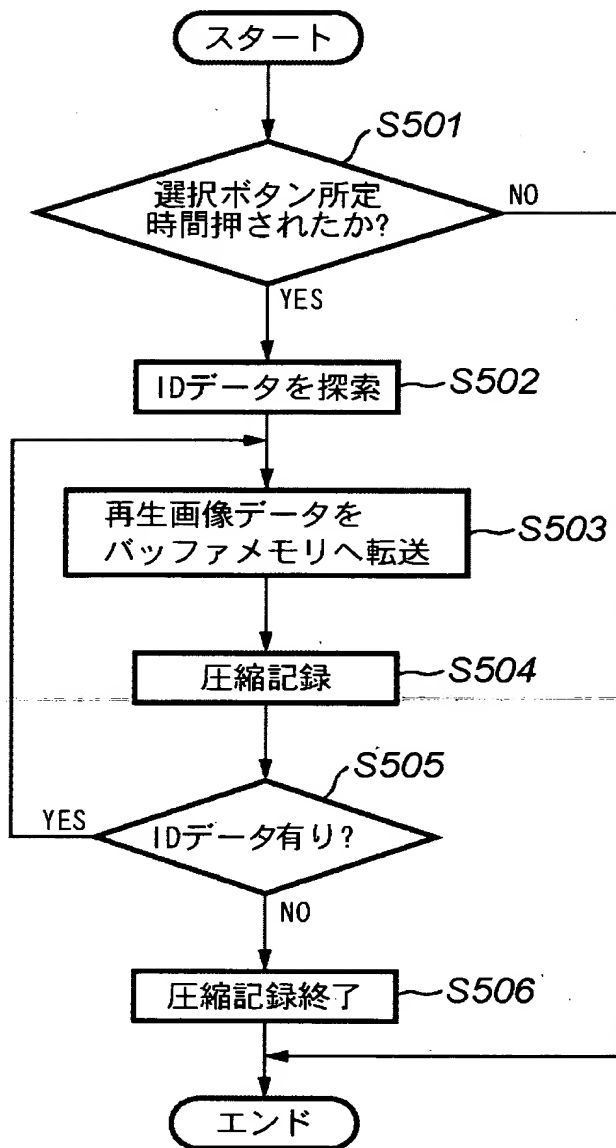 スタート
S501
選択ボタン所定
時間押されたか?
NO
YES
IDデータを探索
S502
再生画像データを
バッファメモリへ転送
S503
圧縮記録
S504
S505
YES
IDデータ有り?
NO
圧縮記録終了
S506
エンド